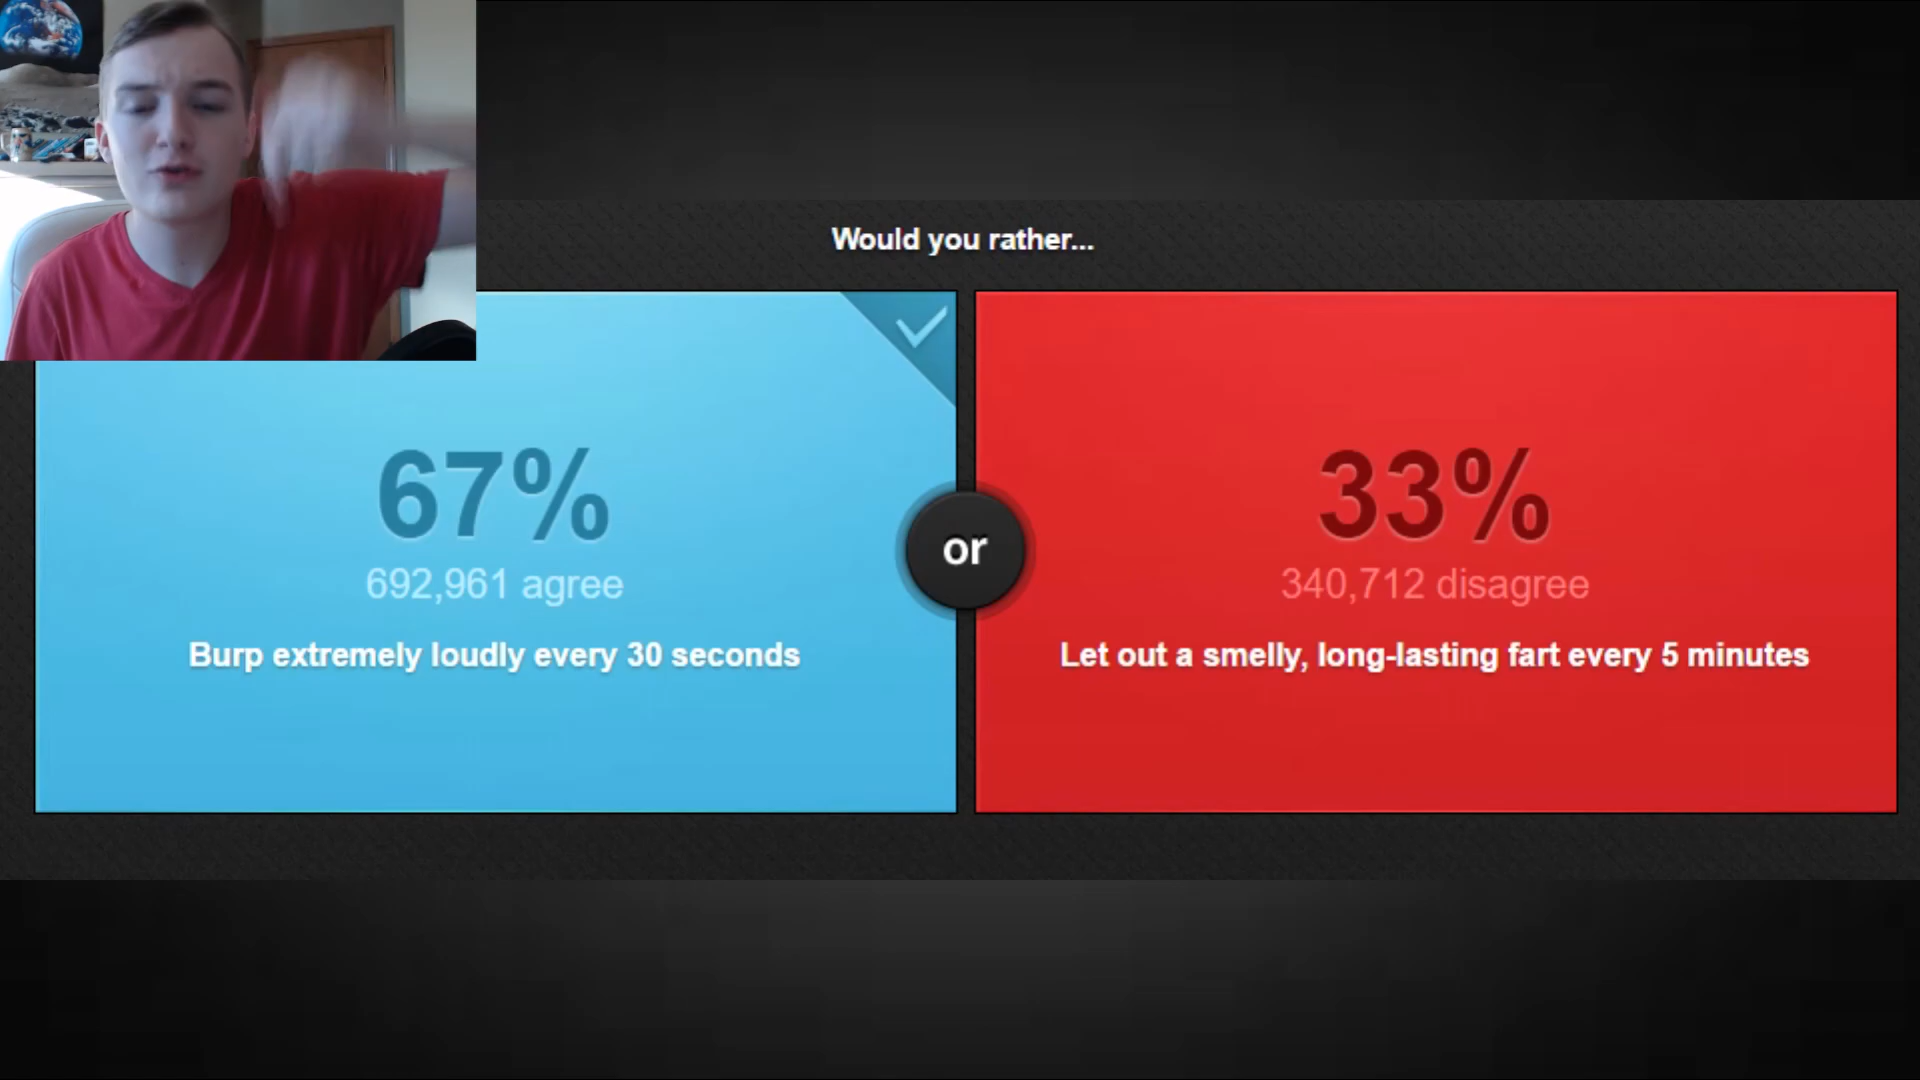 Would you rather...
67%
692,961 agree
Burp extremely loudly every 30 seconds
or
33%
340,712 disagree
Let out a smelly, long-lasting fart every 5 minutes